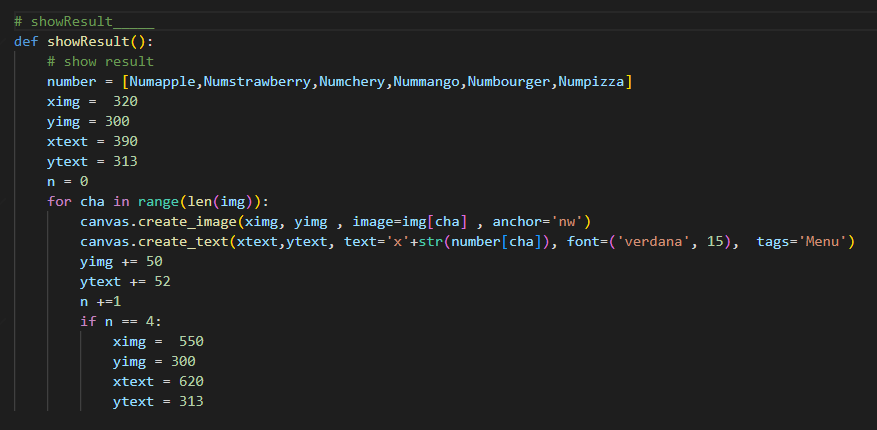 # showResult_____
def showResult():
    # show result
    number = [Numapple,Numstrawberry,Numchery,Nummango,Numbourger,Numpizza]
    ximg =  320
    yimg = 300
    xtext = 390
    ytext = 313
    n = 0
    for cha in range(len(img)):
        canvas.create_image(ximg, yimg , image=img[cha] , anchor='nw')
        canvas.create_text(xtext,ytext, text='x'+str(number[cha]), font=('verdana', 15),  tags='Menu')
        yimg += 50
        ytext += 52
        n +=1
        if n == 4:
            ximg =  550
            yimg = 300
            xtext = 620
            ytext = 313